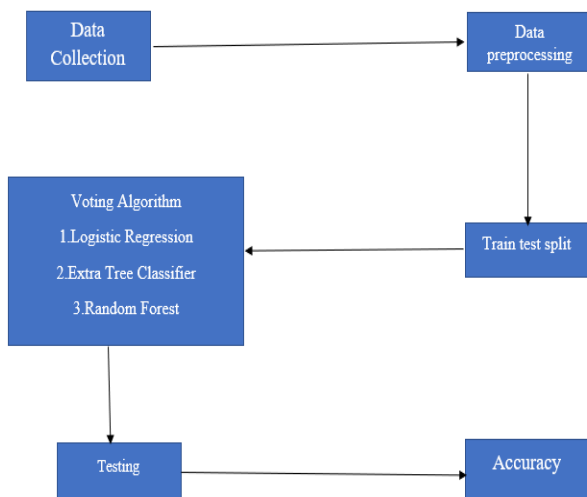 Data
Collection
Data
preprocessing
Voting Algorithm
1.Logistic Regression
2.Extra Tree Classifier
3.Random Forest
Train test split
Testing
Accuracy